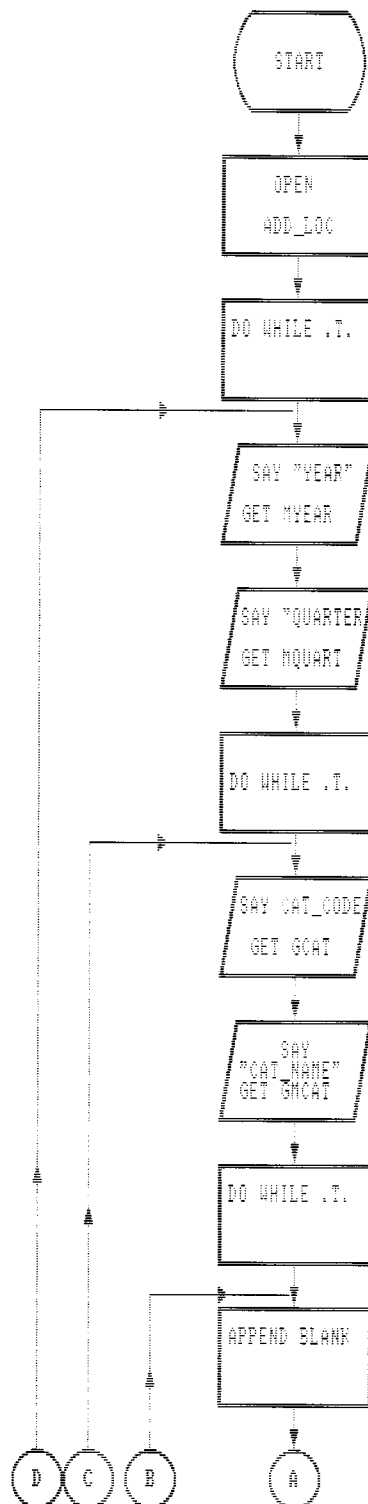 START
OPEN
ADD_LOC
DO WHILE .T.
SAY "YEAR"
GET MYEAR
SAY "QUARTER
GET MQUART
DO WHILE .T.
SAY CAT_CODE
GET GCAT
SAY
"CAT_NAME"
GET GMCAT
DO WHILE .T.
APPEND BLANK
D C B A